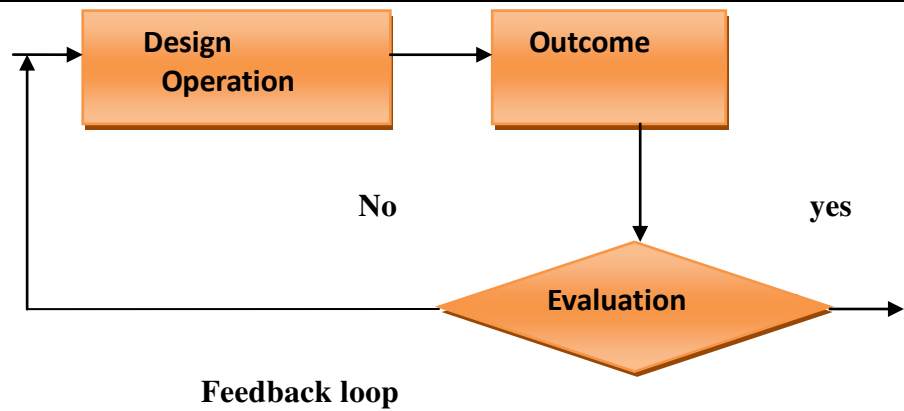 Design
Operation
Outcome
No
yes
Evaluation
Feedback loop